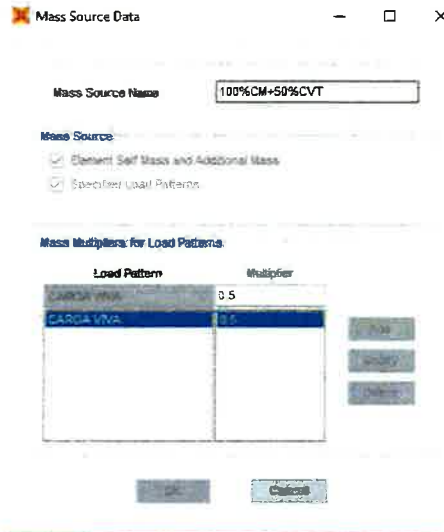 Mass Source Data
Mass Source Name
100%CM+50%CVT
Mass Source
Element Self Mass and Additional Mass
Specified Load Patterns
Mass Multipliers for Load Patterns
Load Pattern Multiplier
CARGA VIVA 0.5
CARGA VIVA 0.5
Add
Modify
Delete
OK Cancel